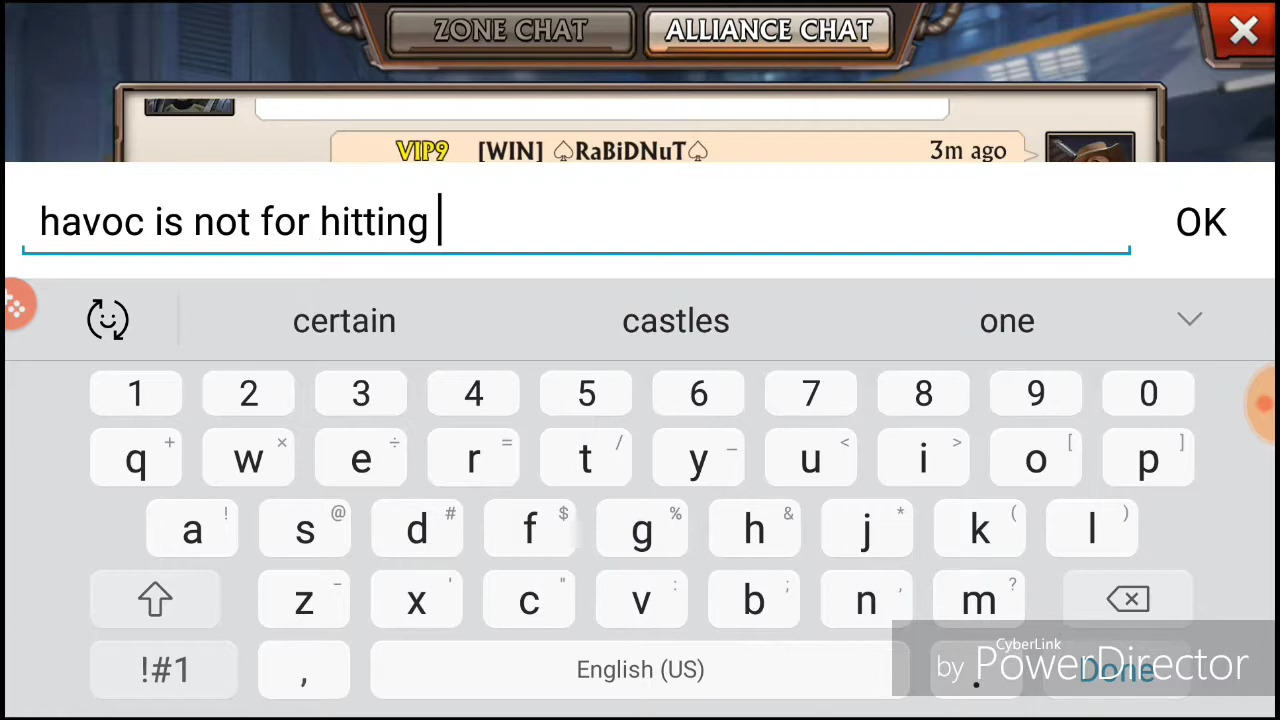 ZONE CHAT
ALLIANCE CHAT
VIP9 [WIN] ♤RaBiDNuT♤ 3m ago
havoc is not for hitting
OK
certain castles one
1 2 3 4 5 6 7 8 9 0
q + w × e ÷ r = t / y _ u < i > o [ p ]
a ! s @ d # f $ g % h & j * k ( l )
z - x ' c " v : b ; n , m ?
!#1 , English (US) . Done
CyberLink
by PowerDirector